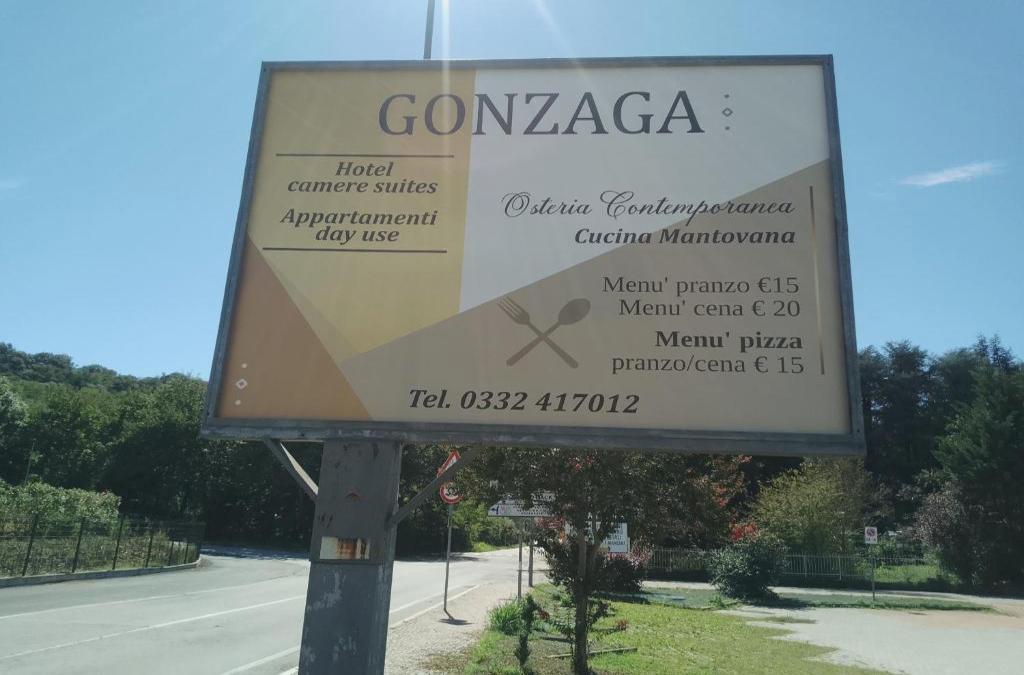 GONZAGA
Hotel
camere suites
Appartamenti
day use
Osteria Contemporanea
Cucina Mantovana
Menu' pranzo €15
Menu' cena € 20
Menu' pizza
pranzo/cena € 15
Tel. 0332 417012